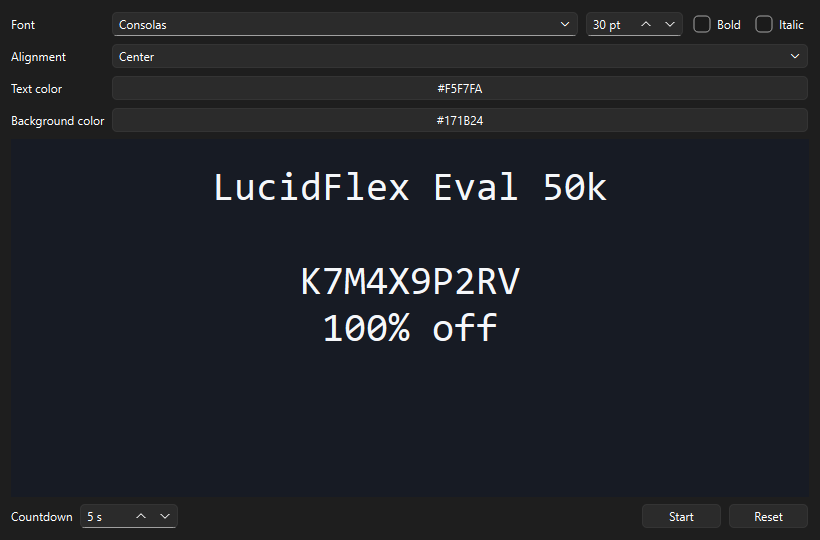 Font Consolas 30 pt Bold Italic
Alignment Center
Text color #F5F7FA
Background color #171B24
LucidFlex Eval 50k
K7M4X9P2RV
100% off
Countdown 5 s Start Reset